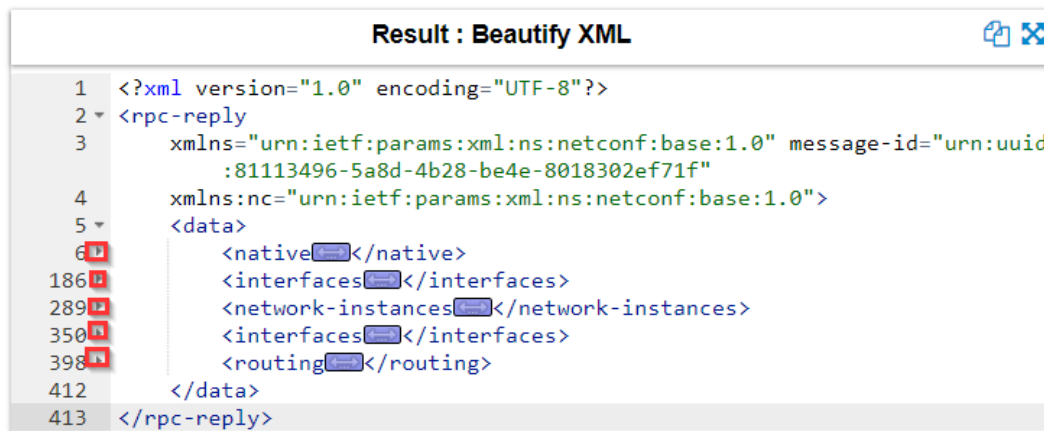 Result : Beautify XML
1 <?xml version="1.0" encoding="UTF-8"?>
2 <rpc-reply
3 xmlns="urn:ietf:params:xml:ns:netconf:base:1.0" message-id="urn:uuid
:81113496-5a8d-4b28-be4e-8018302ef71f"
4 xmlns:nc="urn:ietf:params:xml:ns:netconf:base:1.0">
5 <data>
6 <native></native>
186 <interfaces></interfaces>
289 <network-instances></network-instances>
350 <interfaces></interfaces>
398 <routing></routing>
412 </data>
413 </rpc-reply>